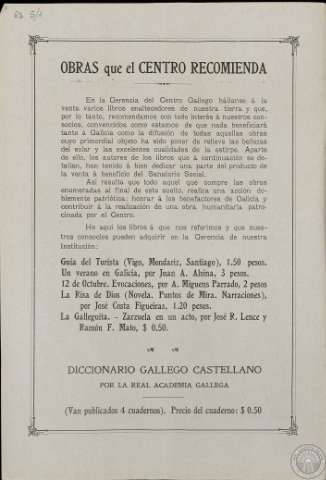 OBRAS que el CENTRO RECOMIENDA
En la Gerencia del Centro Gallego hállanse á la
venta varios libros enaltecedores de nuestra tierra y que,
por lo tanto, recomendamos con todo interés á nuestros con-
socios, convencidos como estamos de que nada beneficiará
tanto á Galicia como la difusión de todas aquellas obras
cuyo primordial objeto ha sido poner de relieve las bellezas
del solar y las excelentes cualidades de la estirpe. Aparte
de ello, los autores de los libros que á continuación se de-
tallan, han tenido á bien dedicar una parte del producto de
la venta á beneficio del Sanatorio Social.
Así resulta que todo aquel que compre las obras
enumeradas al final de este suelto, realiza una acción do-
blemente patriótica: honrar á los benefactores de Galicia y
contribuir á la realización de una obra humanitaria patro-
cinada por el Centro.
He aquí los libros á que nos referimos y que nues-
tros consocios pueden adquirir en la Gerencia de nuestra
Institución:
Guía del Turista (Vigo, Mondariz, Santiago), 1.50 pesos.
Un verano en Galicia, por Juan A. Abina, 3 pesos.
12 de Octubre. Evocaciones, por A. Miguens Parrado, 2 pesos
La Risa de Dios (Novela. Puntos de Mira. Narraciones),
por José Costa Figueiras, 1.20 pesos.
La Galleguita. - Zarzuela en un acto, por José R. Lence y
Ramón F. Mato, $ 0.50.
DICCIONARIO GALLEGO CASTELLANO
POR LA REAL ACADEMIA GALLEGA
(Van publicados 4 cuadernos). Precio del cuaderno: $ 0.50